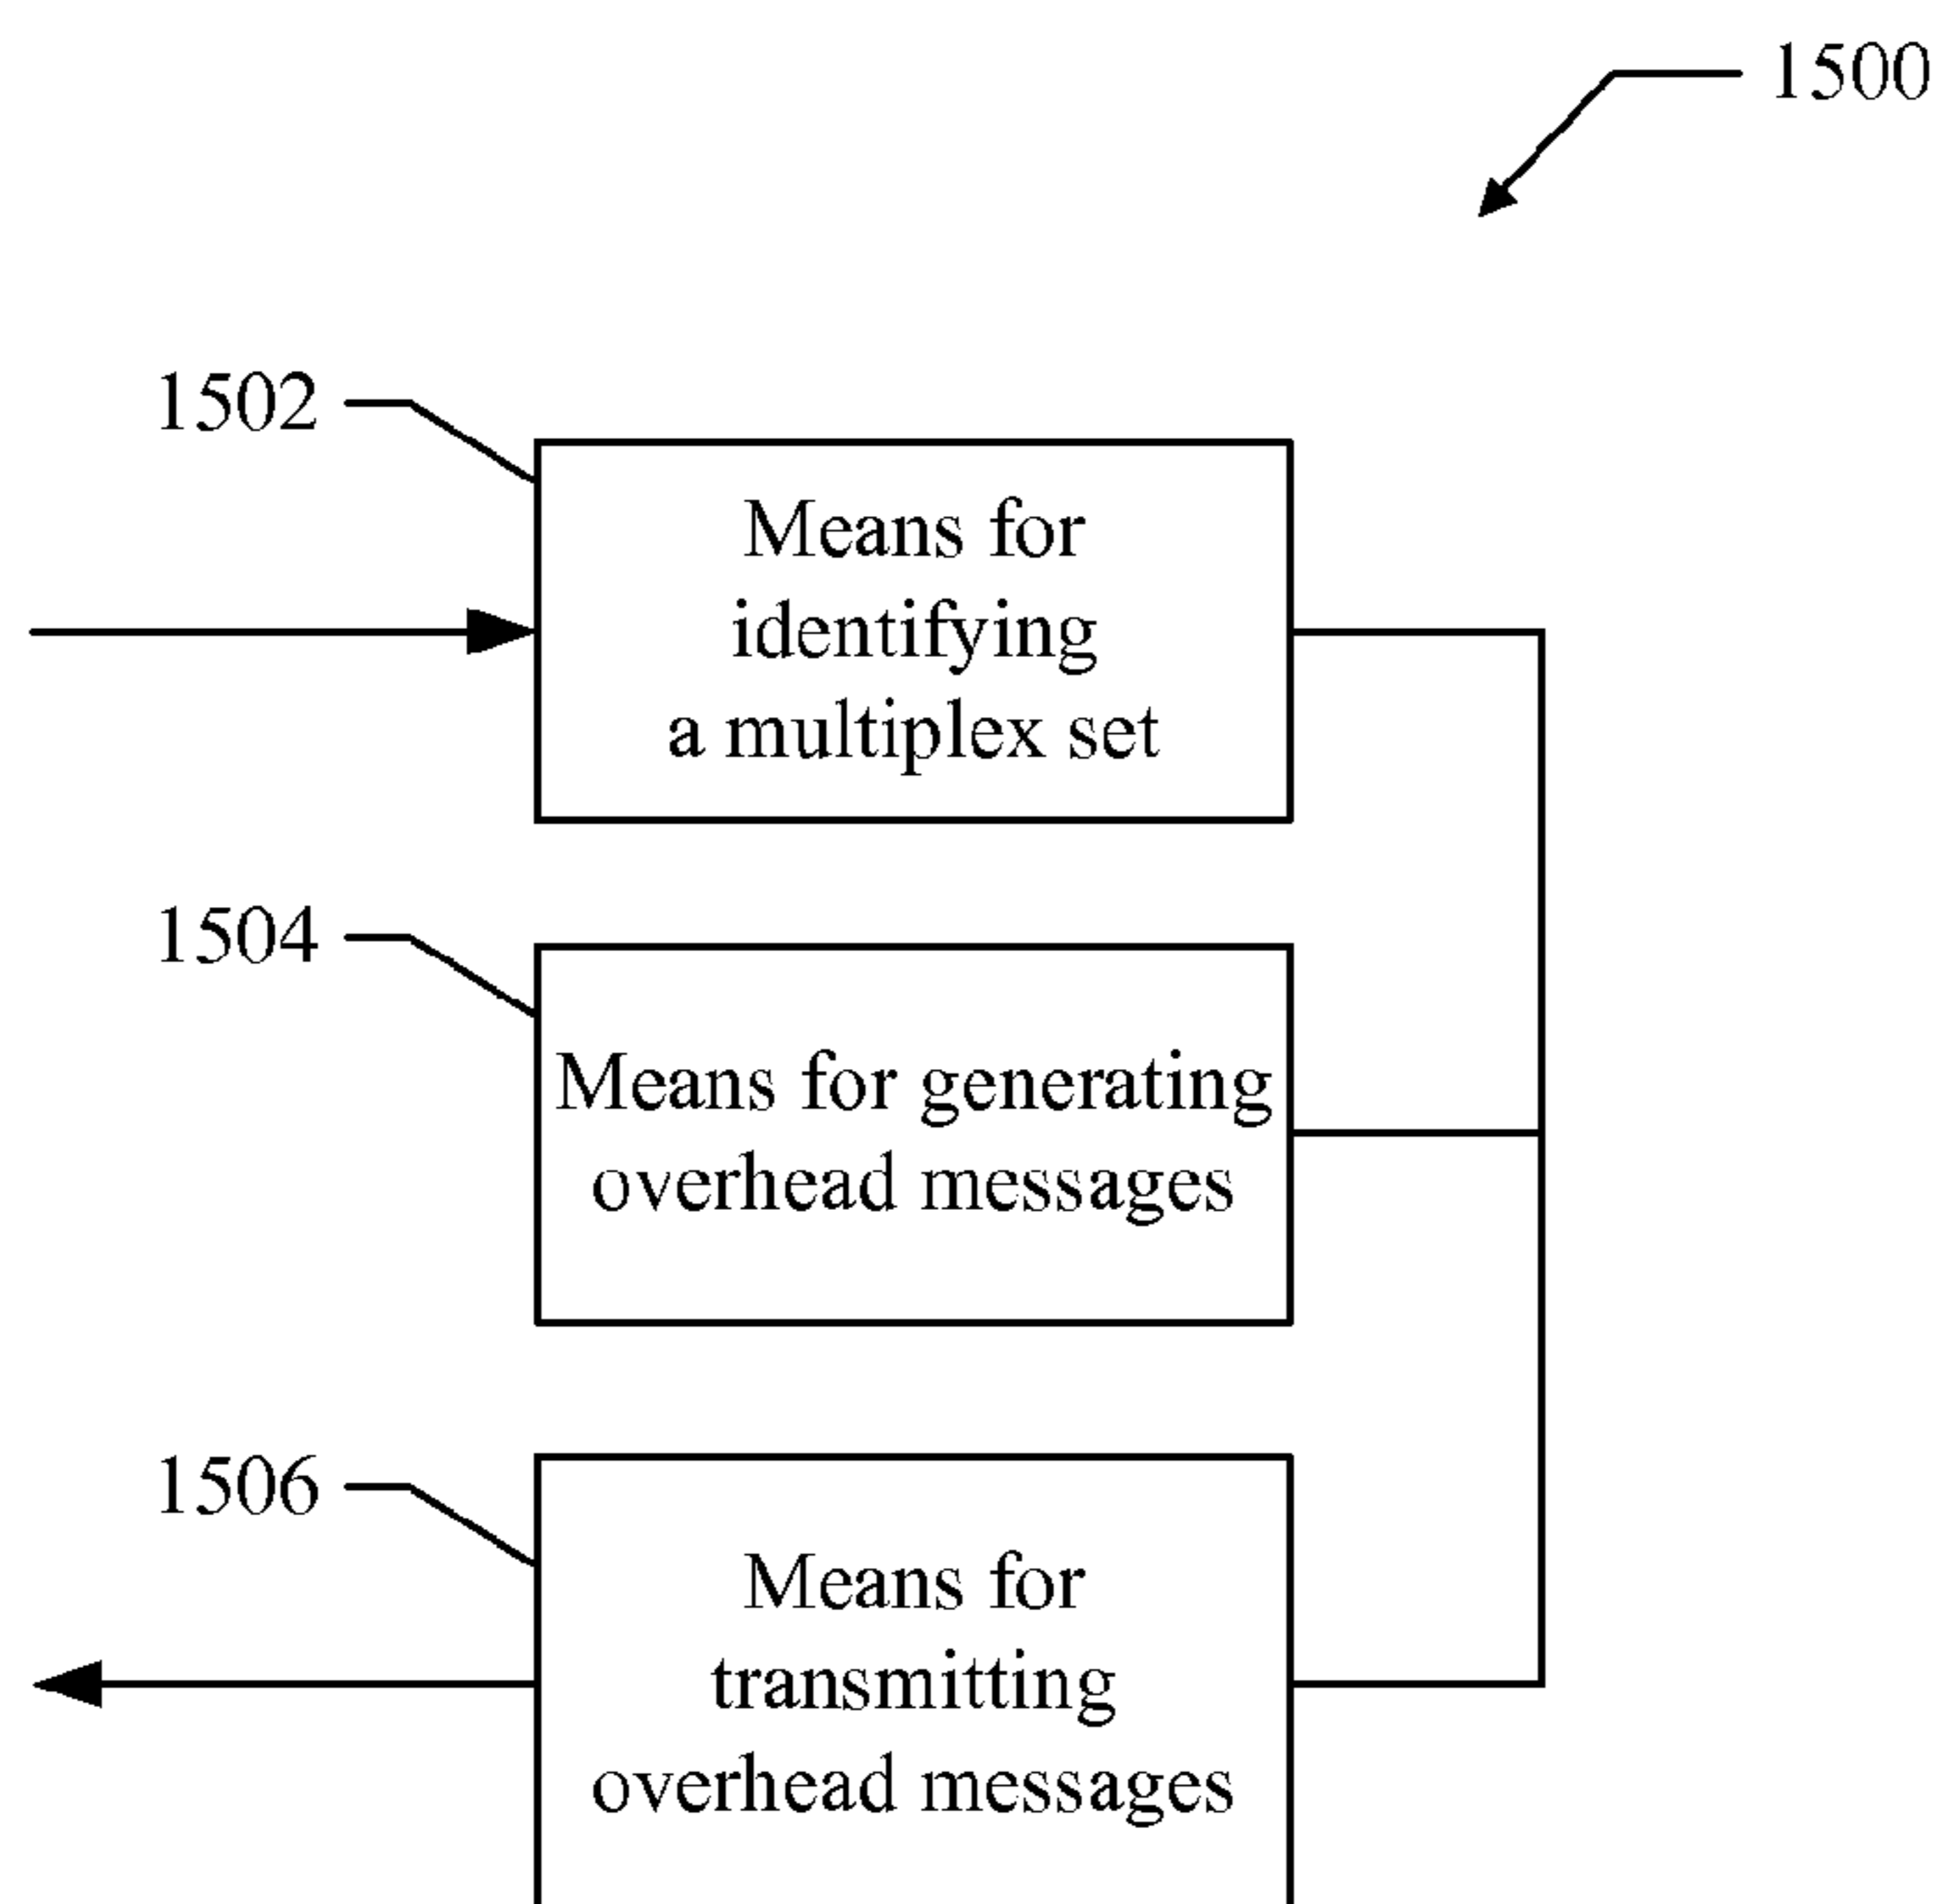 1500
1502
Means for
identifying
a multiplex set
1504
Means for generating
overhead messages
1506
Means for
transmitting
overhead messages